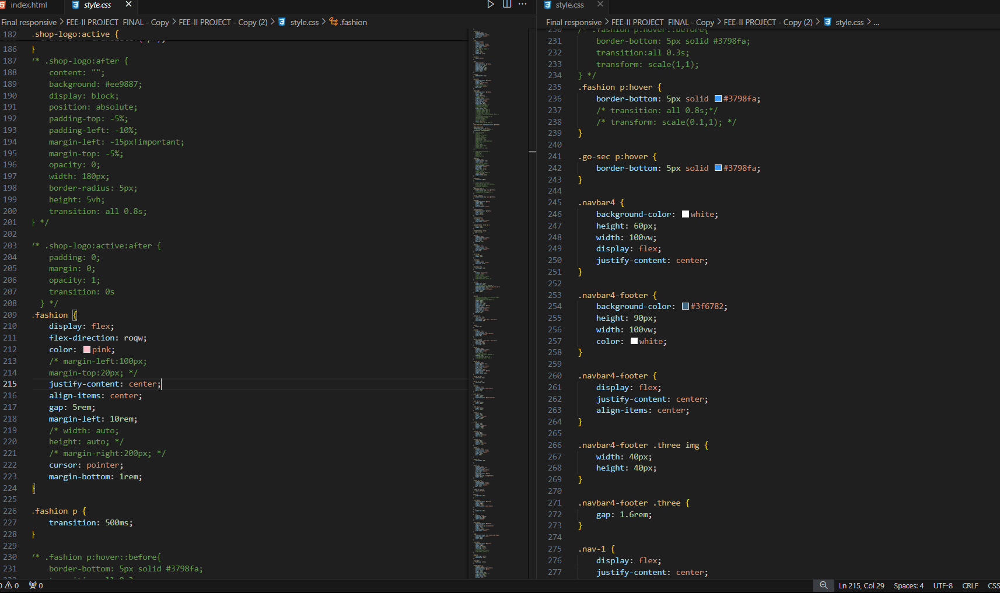 index.html
style.css
Final responsive > FEE-II PROJECT FINAL - Copy > FEE-II PROJECT - Copy (2) > style.css > .fashion
182 .shop-logo:active {
186 }
187 /* .shop-logo:after {
188 content: "";
189 background: #ee9887;
190 display: block;
191 position: absolute;
192 padding-top: -5%;
193 padding-left: -10%;
194 margin-left: -15px!important;
195 margin-top: -5%;
196 opacity: 0;
197 width: 180px;
198 border-radius: 5px;
199 height: 5vh;
200 transition: all 0.8s;
201 } */
202
203 /* .shop-logo:active:after {
204 padding: 0;
205 margin: 0;
206 opacity: 1;
207 transition: 0s
208 } */
209 .fashion {
210 display: flex;
211 flex-direction: roqw;
212 color: pink;
213 /* margin-left:100px;
214 margin-top:20px; */
215 justify-content: center;
216 align-items: center;
217 gap: 5rem;
218 margin-left: 10rem;
219 /* width: auto;
220 height: auto; */
221 /* margin-right:200px; */
222 cursor: pointer;
223 margin-bottom: 1rem;
224 }
225
226 .fashion p {
227 transition: 500ms;
228 }
229
230 /* .fashion p:hover::before{
231 border-bottom: 5px solid #3798fa;
style.css
Final responsive > FEE-II PROJECT FINAL - Copy > FEE-II PROJECT - Copy (2) > style.css > ...
230 /* .fashion p:hover::before{
231 border-bottom: 5px solid #3798fa;
232 transition:all 0.3s;
233 transform: scale(1,1);
234 } */
235 .fashion p:hover {
236 border-bottom: 5px solid #3798fa;
237 /* transition: all 0.8s;*/
238 /* transform: scale(0.1,1); */
239 }
240
241 .go-sec p:hover {
242 border-bottom: 5px solid #3798fa;
243 }
244
245 .navbar4 {
246 background-color: white;
247 height: 60px;
248 width: 100vw;
249 display: flex;
250 justify-content: center;
251 }
252
253 .navbar4-footer {
254 background-color: #3f6782;
255 height: 90px;
256 width: 100vw;
257 color: white;
258 }
259
260 .navbar4-footer {
261 display: flex;
262 justify-content: center;
263 align-items: center;
264 }
265
266 .navbar4-footer .three img {
267 width: 40px;
268 height: 40px;
269 }
270
271 .navbar4-footer .three {
272 gap: 1.6rem;
273 }
274
275 .nav-1 {
276 display: flex;
277 justify-content: center;
0 0 0 Ln 215, Col 29 Spaces: 4 UTF-8 CRLF CSS